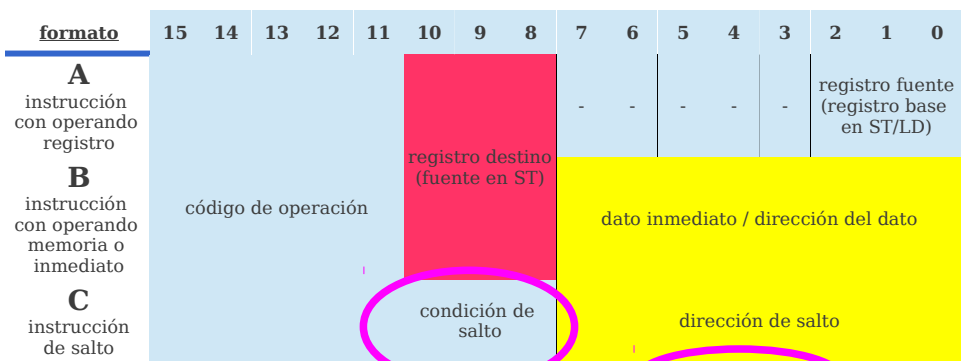 formato 15 14 13 12 11 10 9 8 7 6 5 4 3 2 1 0
A
instrucción
con operando
registro
- - - - -
registro fuente
(registro base
en ST/LD)
registro destino
(fuente en ST)
B
instrucción
con operando
memoria o
inmediato
código de operación
dato inmediato / dirección del dato
C
instrucción
de salto
condición de
salto
dirección de salto